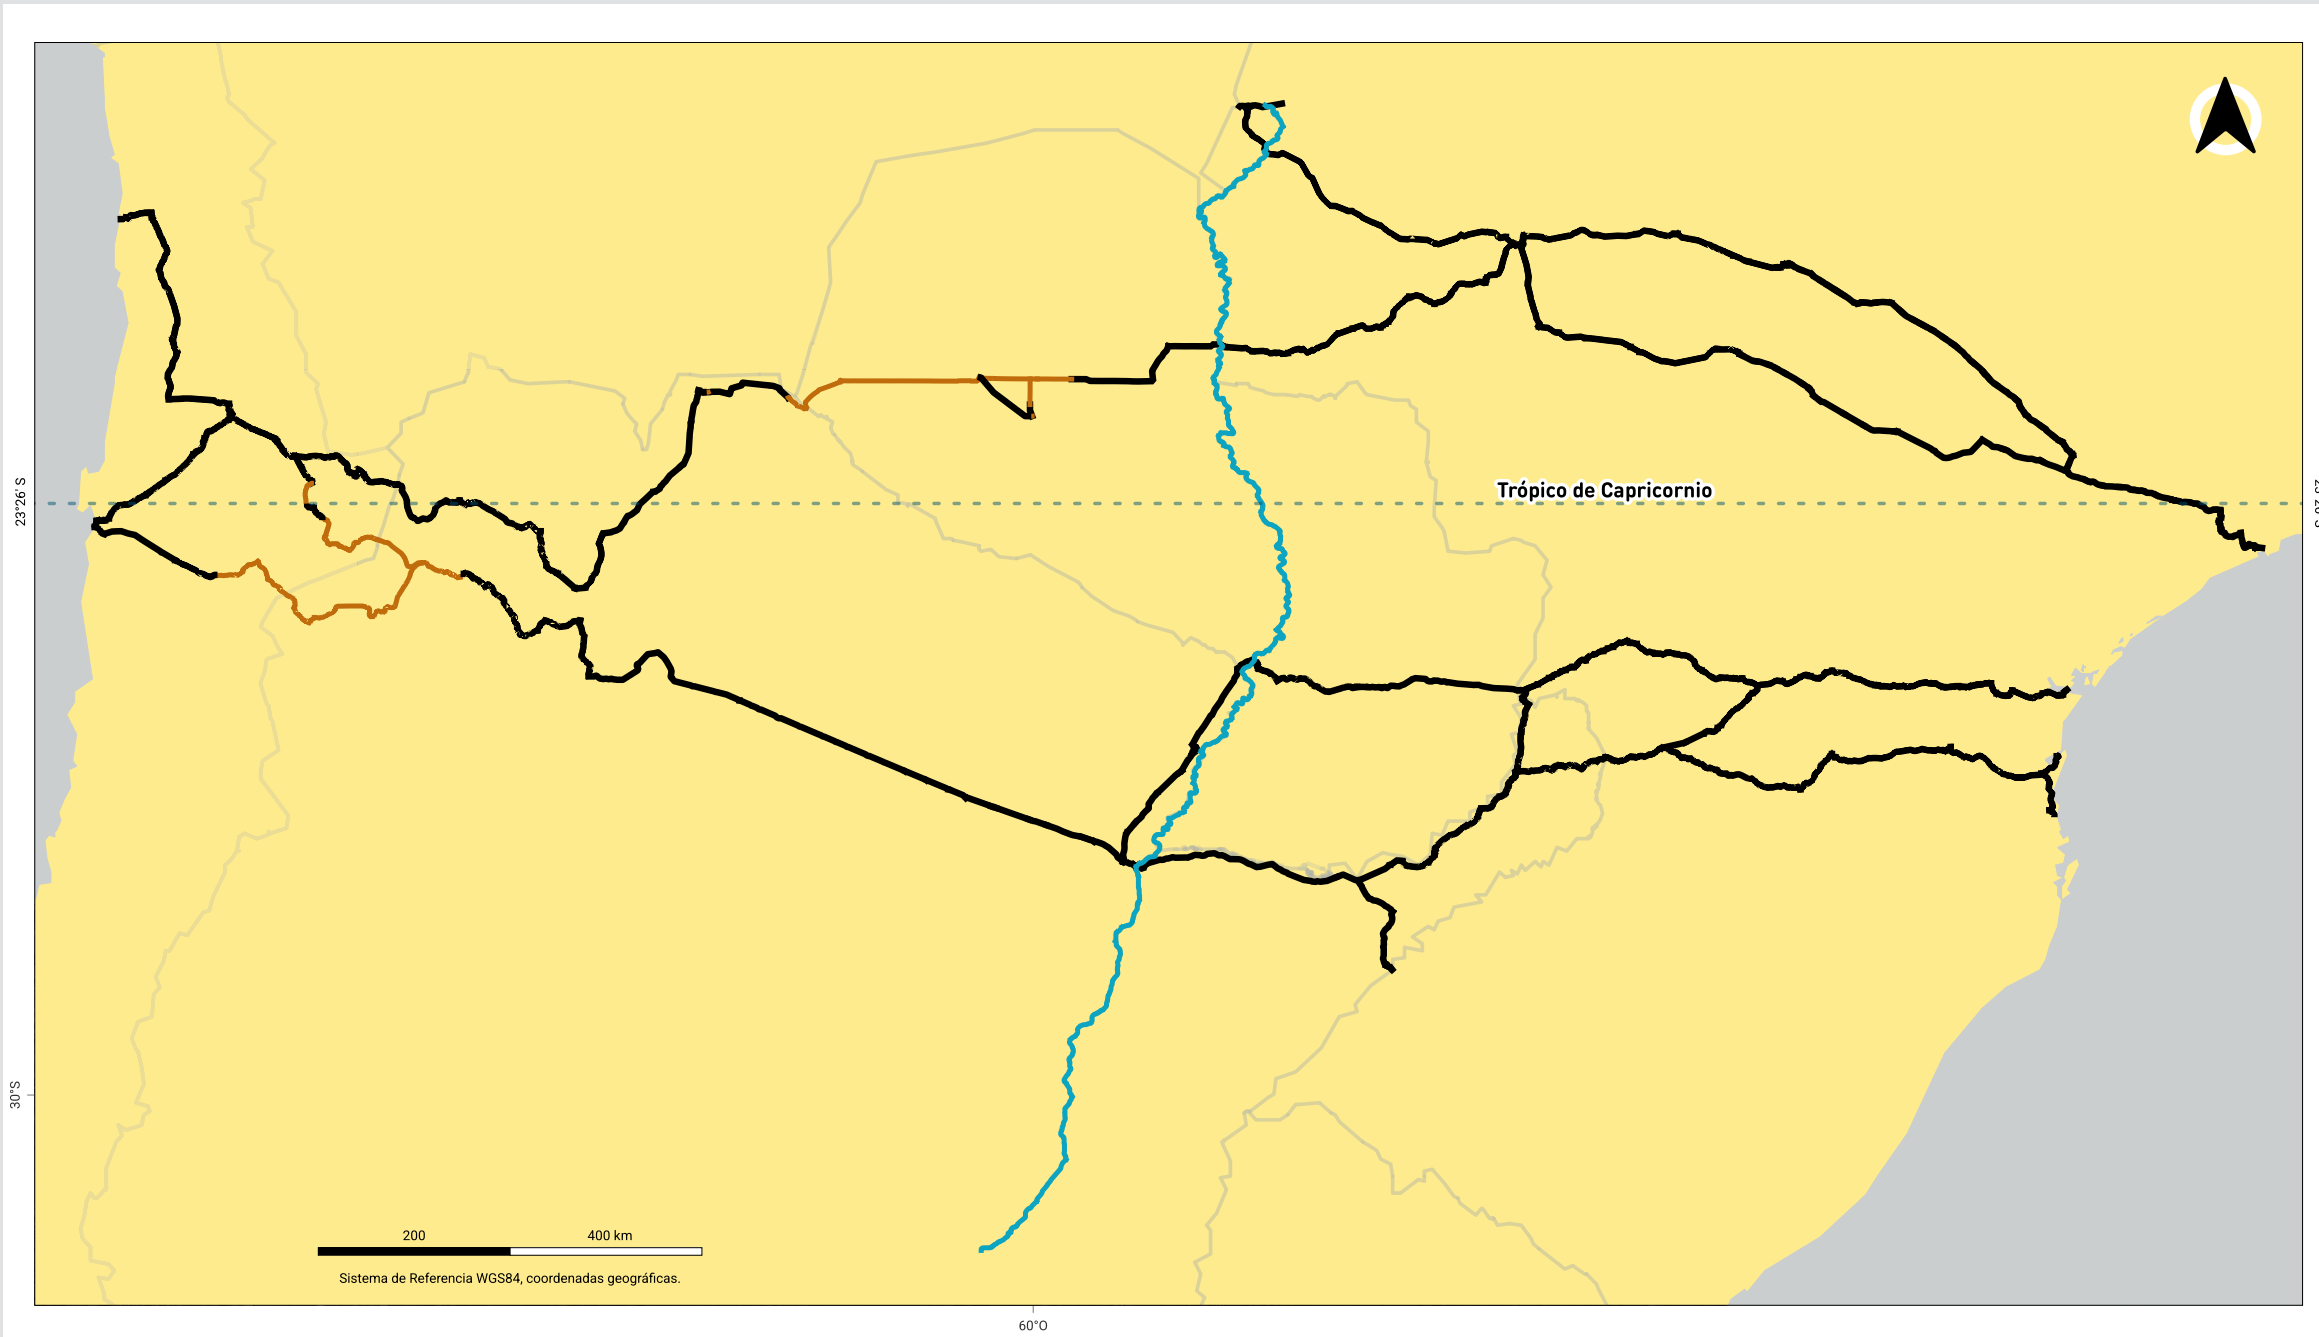 Trópico de Capricornio
23°26' S
30°S
200 400 km
Sistema de Referencia WGS84, coordenadas geográficas.
60°O